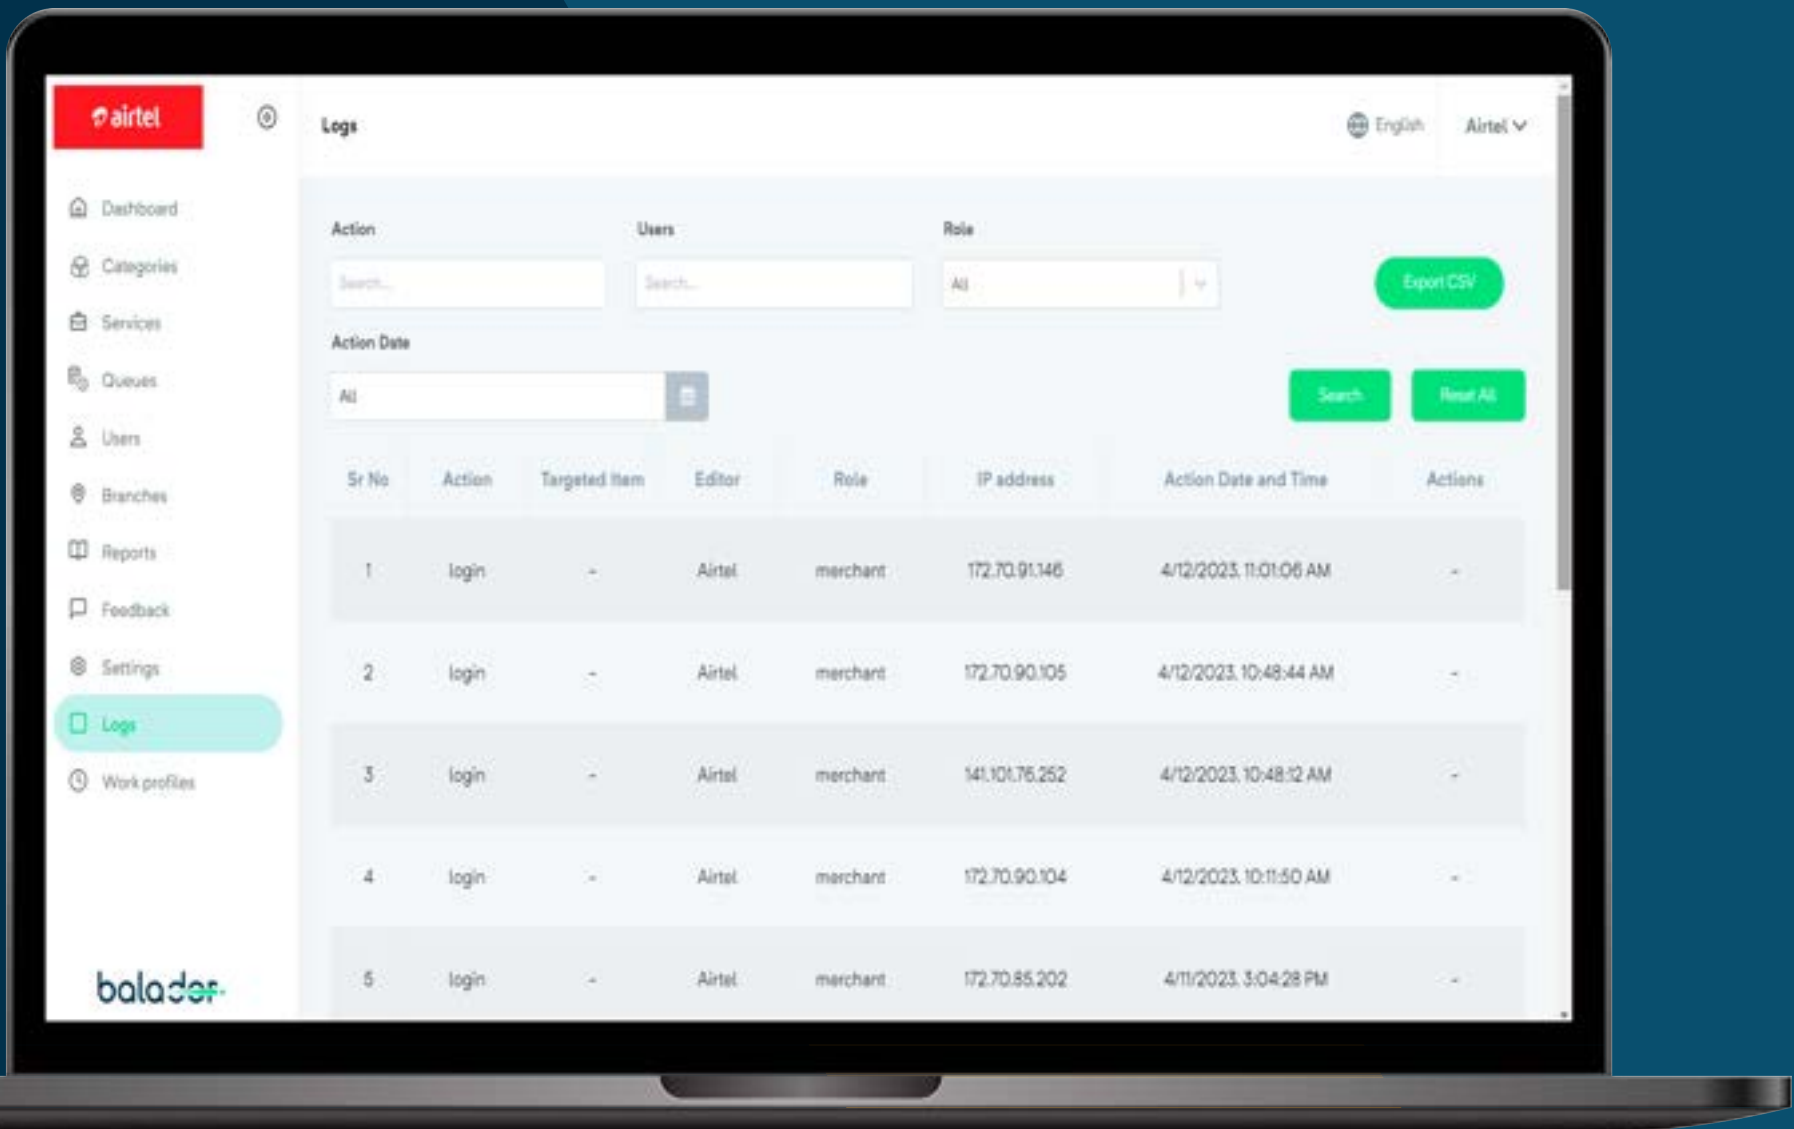 airtel
Logs
English
Airtel
Dashboard
Categories
Services
Queues
Users
Branches
Reports
Feedback
Settings
Logs
Work profiles
Action
Users
Role
Search...
Search...
All
Export CSV
Action Date
All
Search
Reset All
Sr No Action Targeted Item Editor Role IP address Action Date and Time Actions
1 login - Airtel merchant 172.70.91.146 4/12/2023, 11:01:06 AM -
2 login - Airtel merchant 172.70.90.105 4/12/2023, 10:48:44 AM -
3 login - Airtel merchant 141.101.76.252 4/12/2023, 10:48:12 AM -
4 login - Airtel merchant 172.70.90.104 4/12/2023, 10:11:50 AM -
5 login - Airtel merchant 172.70.85.202 4/11/2023, 3:04:28 PM -